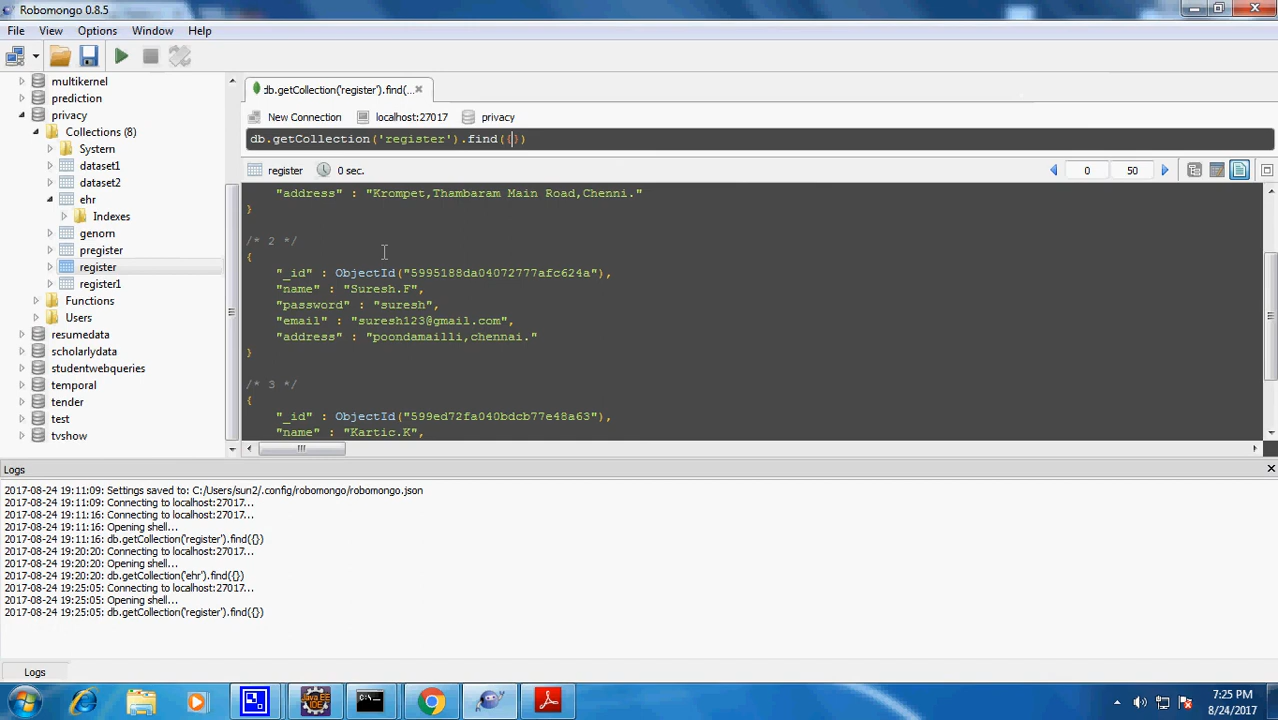 Robomongo 0.8.5
File View Options Window Help
multikernel
prediction
privacy
Collections (8)
System
dataset1
dataset2
ehr
Indexes
genorn
pregister
register
register1
Functions
Users
resumedata
scholarlydata
studentwebqueries
temporal
tender
test
tvshow
db.getCollection('register').find(...
New Connection localhost:27017 privacy
db.getCollection('register').find({})
register 0 sec. 0 50
"address" : "Krompet,Thambaram Main Road,Chenni."
}
/* 2 */
{
"_id" : ObjectId("5995188da04072777afc624a"),
"name" : "Suresh.F",
"password" : "suresh",
"email" : "suresh123@gmail.com",
"address" : "poondamailli,chennai."
}
/* 3 */
{
"_id" : ObjectId("599ed72fa040bdcb77e48a63"),
"name" : "Kartic.K",
Logs
2017-08-24 19:11:09: Settings saved to: C:/Users/sun2/.config/robomongo/robomongo.json
2017-08-24 19:11:09: Connecting to localhost:27017...
2017-08-24 19:11:16: Connecting to localhost:27017...
2017-08-24 19:11:16: Opening shell...
2017-08-24 19:11:16: db.getCollection('register').find({})
2017-08-24 19:20:20: Connecting to localhost:27017...
2017-08-24 19:20:20: Opening shell...
2017-08-24 19:20:20: db.getCollection('ehr').find({})
2017-08-24 19:25:05: Connecting to localhost:27017...
2017-08-24 19:25:05: Opening shell...
2017-08-24 19:25:05: db.getCollection('register').find({})
Logs
Java EE
IDE
7:25 PM
8/24/2017